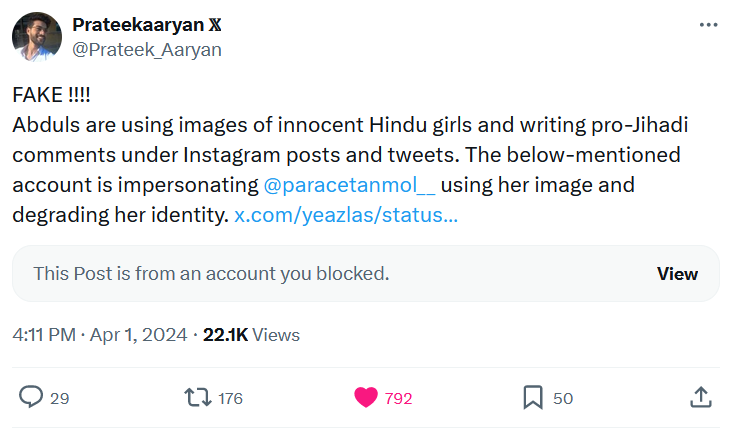 Prateekaaryan 𝕏
@Prateek_Aaryan
FAKE !!!!
Abduls are using images of innocent Hindu girls and writing pro-Jihadi
comments under Instagram posts and tweets. The below-mentioned
account is impersonating @paracetanmol__ using her image and
degrading her identity. x.com/yeazlas/status...
This Post is from an account you blocked. View
4:11 PM · Apr 1, 2024 · 22.1K Views
29 176 792 50